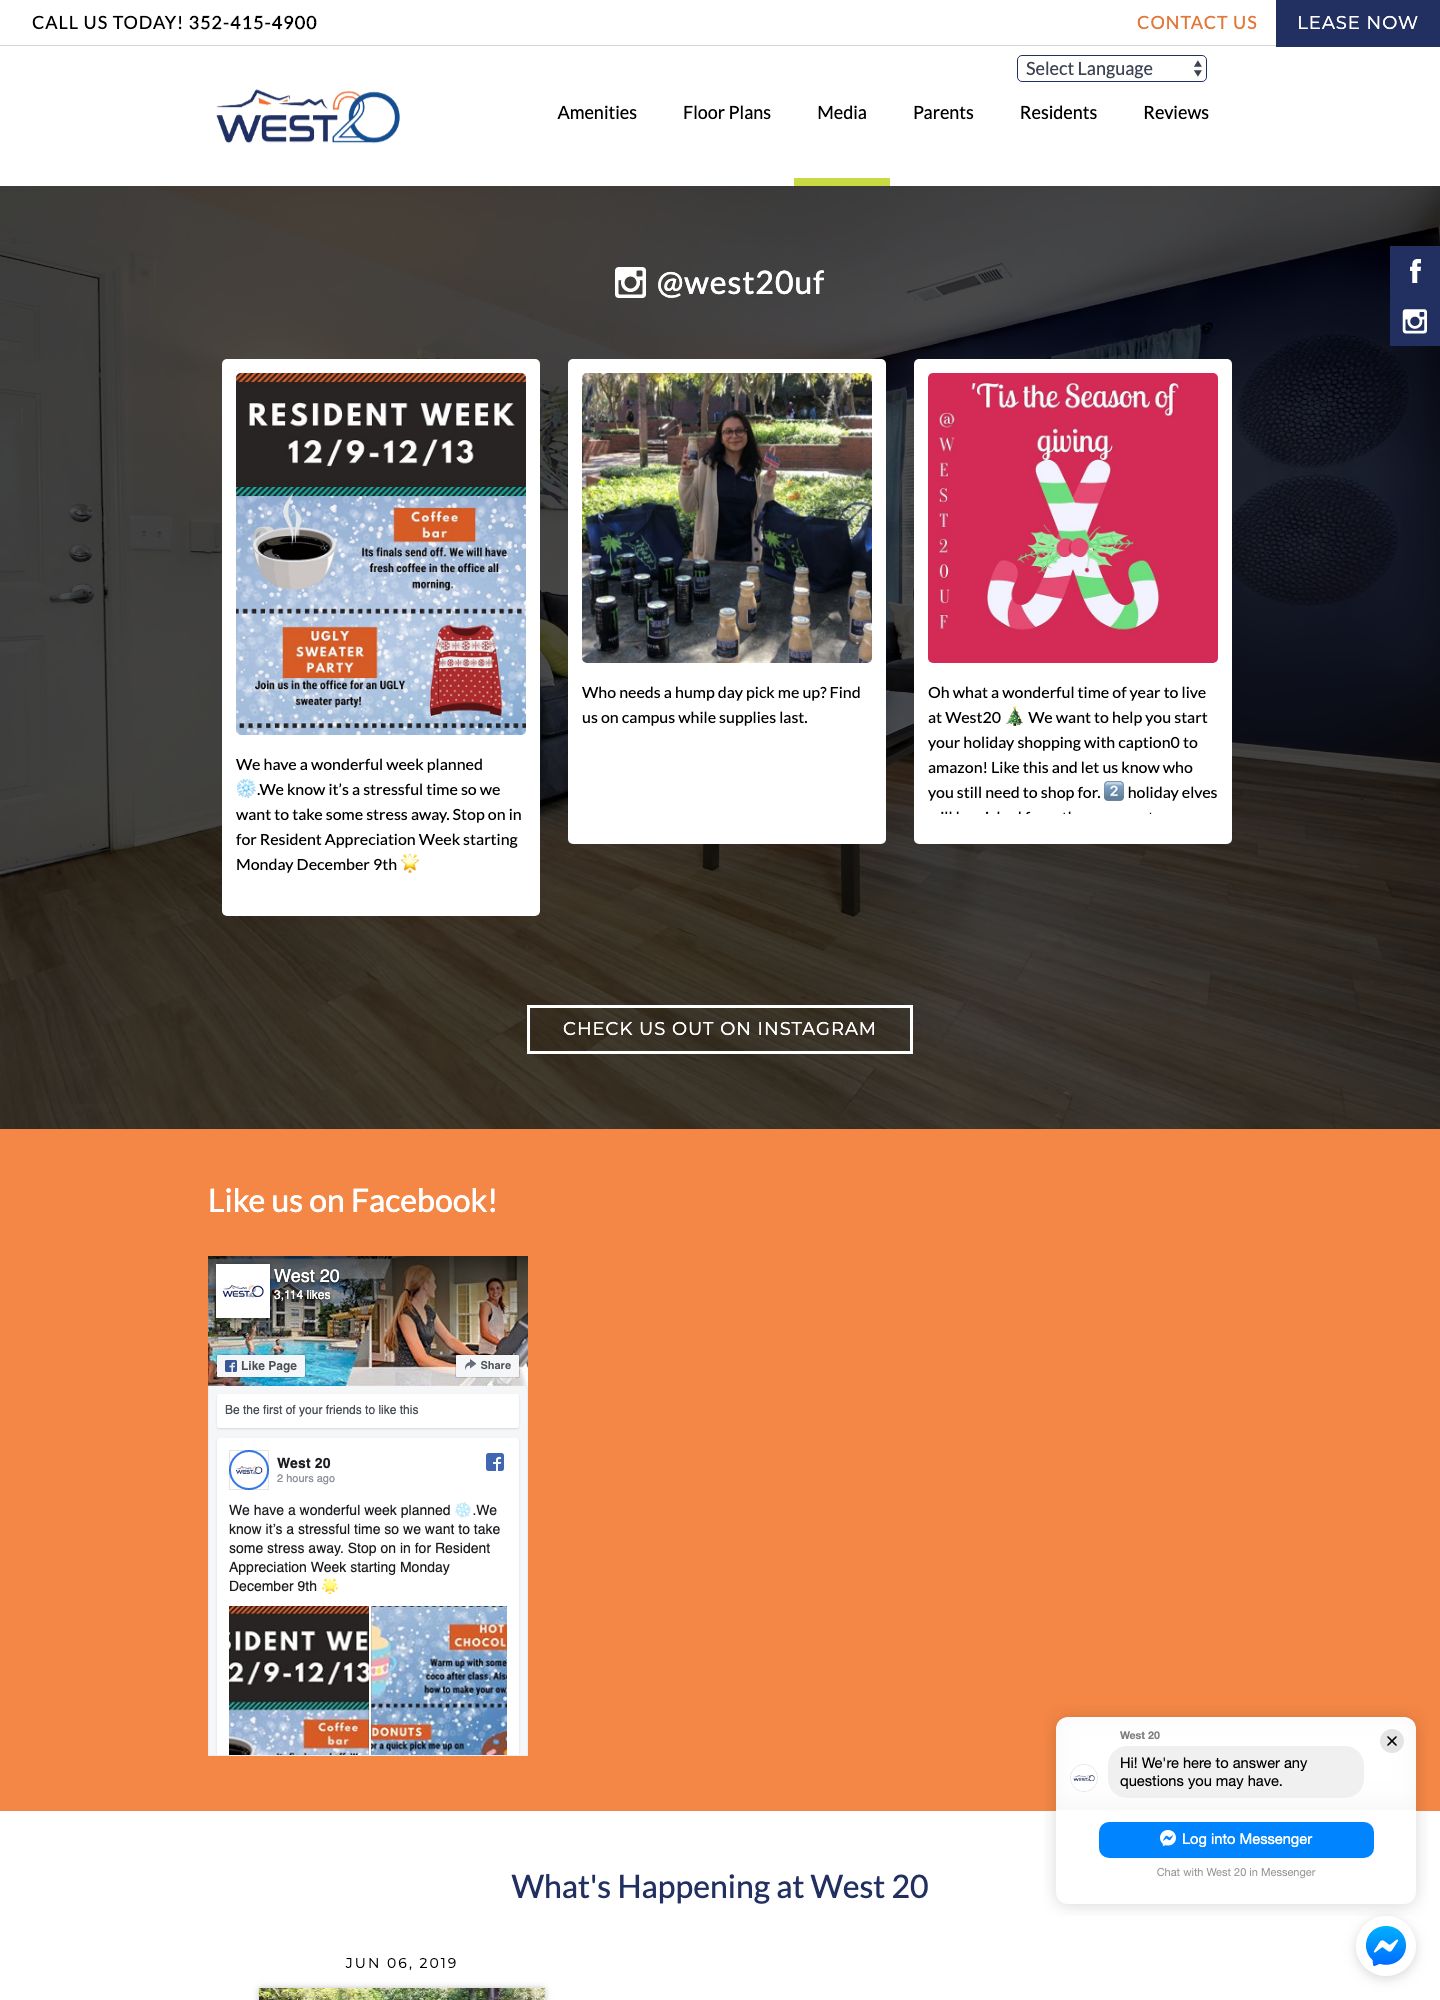 CALL US TODAY! 352-415-4900
CONTACT US
LEASE NOW
Select Language
WEST20
Amenities
Floor Plans
Media
Parents
Residents
Reviews
@west20uf
RESIDENT WEEK
12/9-12/13
Coffee
bar
Its finals send off. We will have
fresh coffee in the office all
morning.
UGLY
SWEATER
PARTY
Join us in the office for an UGLY
sweater party!
We have a wonderful week planned
❄️.We know it's a stressful time so we
want to take some stress away. Stop on in
for Resident Appreciation Week starting
Monday December 9th 🌟
Who needs a hump day pick me up? Find
us on campus while supplies last.
'Tis the Season of
giving
@WEST20UF
Oh what a wonderful time of year to live
at West20 🎄 We want to help you start
your holiday shopping with caption0 to
amazon! Like this and let us know who
you still need to shop for. 2️⃣ holiday elves
CHECK US OUT ON INSTAGRAM
Like us on Facebook!
WEST20
West 20
3,114 likes
Like Page
Share
Be the first of your friends to like this
WEST20
West 20
2 hours ago
We have a wonderful week planned ❄️.We
know it's a stressful time so we want to take
some stress away. Stop on in for Resident
Appreciation Week starting Monday
December 9th 🌟
SIDENT WE
2/9-12/13
Coffee
bar
HOT
CHOCOL
Warm up with some
coco after class. Als
how to make your ow
DONUTS
or a quick pick me up on
West 20
Hi! We're here to answer any
questions you may have.
WEST20
Log into Messenger
Chat with West 20 in Messenger
What's Happening at West 20
JUN 06, 2019